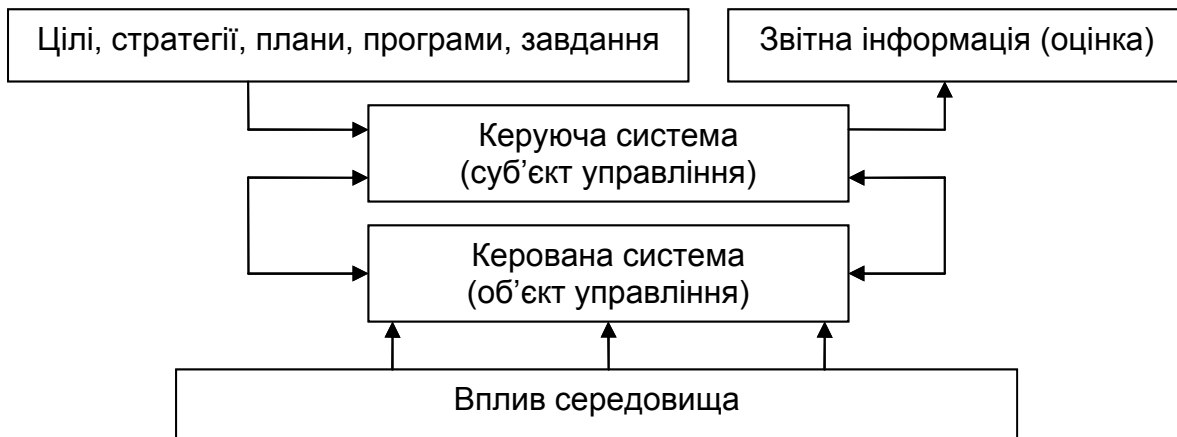 Цілі, стратегії, плани, програми, завдання
Звітна інформація (оцінка)
Керуюча система
(суб’єкт управління)
Керована система
(об’єкт управління)
Вплив середовища